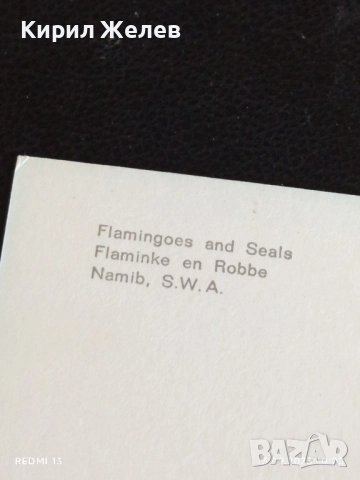 Кирил Желев
Flamingoes and Seals
Flaminke en Robbe
Namib, S.W.A.
REDMI 13
BAZAR